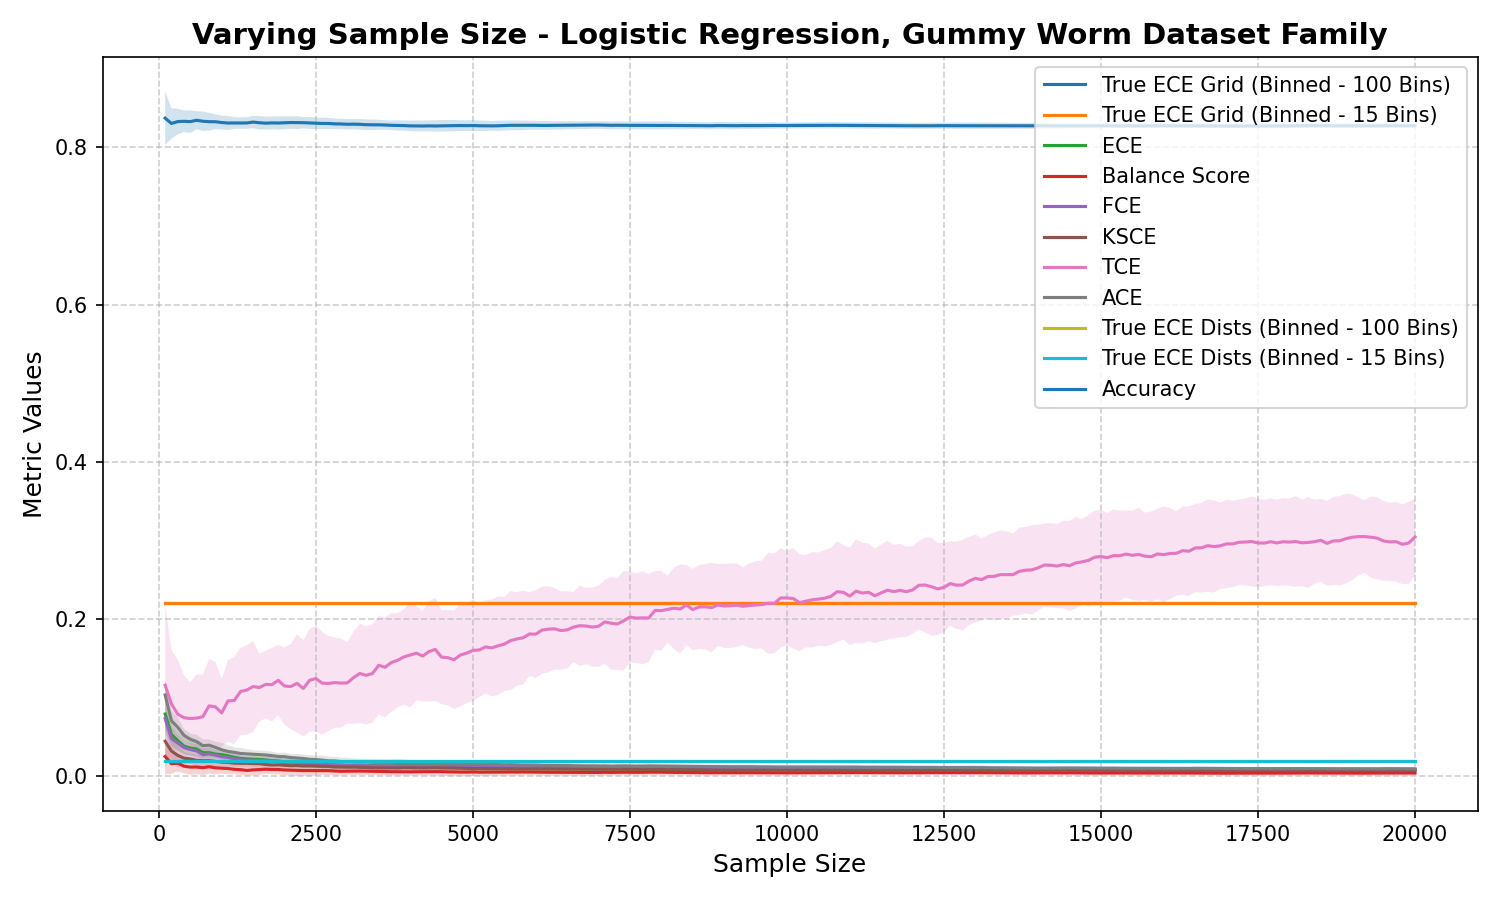 Varying Sample Size - Logistic Regression, Gummy Worm Dataset Family
True ECE Grid (Binned - 100 Bins)
True ECE Grid (Binned - 15 Bins)
ECE
Balance Score
FCE
KSCE
TCE
ACE
True ECE Dists (Binned - 100 Bins)
True ECE Dists (Binned - 15 Bins)
Accuracy
Metric Values
0.8
0.6
0.4
0.2
0.0
0 2500 5000 7500 10000 12500 15000 17500 20000
Sample Size